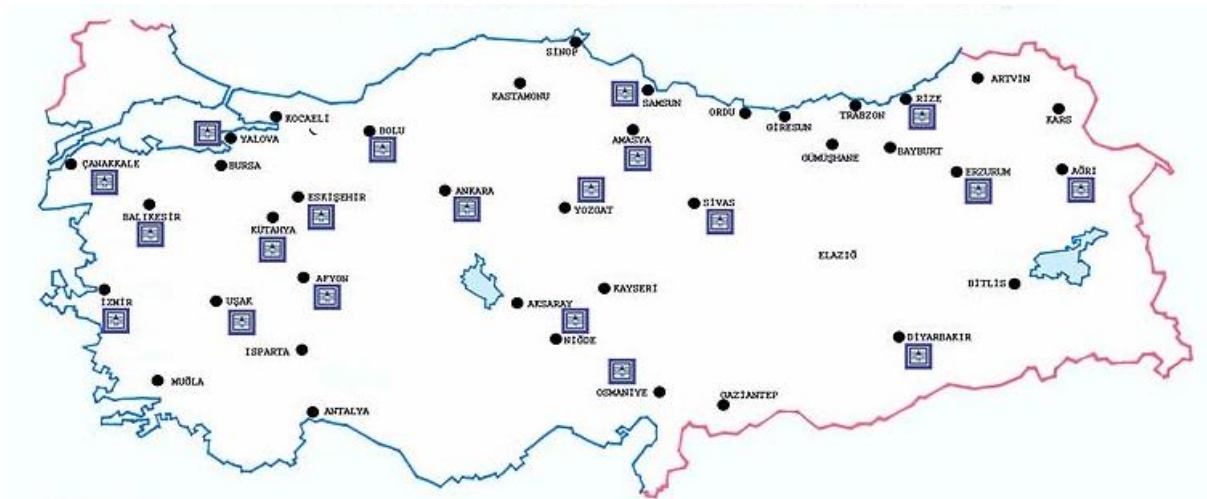 SİNOP
KASTAMONU
ARTVİN
SAMSUN
ORDU
GİRESUN
TRABZON
RİZE
KARS
KOCAELİ
YALOVA
BOLU
AMASYA
GÜMÜŞHANE
BAYBURT
ÇANAKKALE
BURSA
ERZURUM
AĞRI
ESKİŞEHİR
ANKARA
BALIKESİR
KÜTAHYA
YOZGAT
SİVAS
ELAZIĞ
AFYON
BİTLİS
İZMİR
UŞAK
AKSARAY
KAYSERİ
NİĞDE
DİYARBAKIR
ISPARTA
MUĞLA
OSMANİYE
GAZİANTEP
ANTALYA